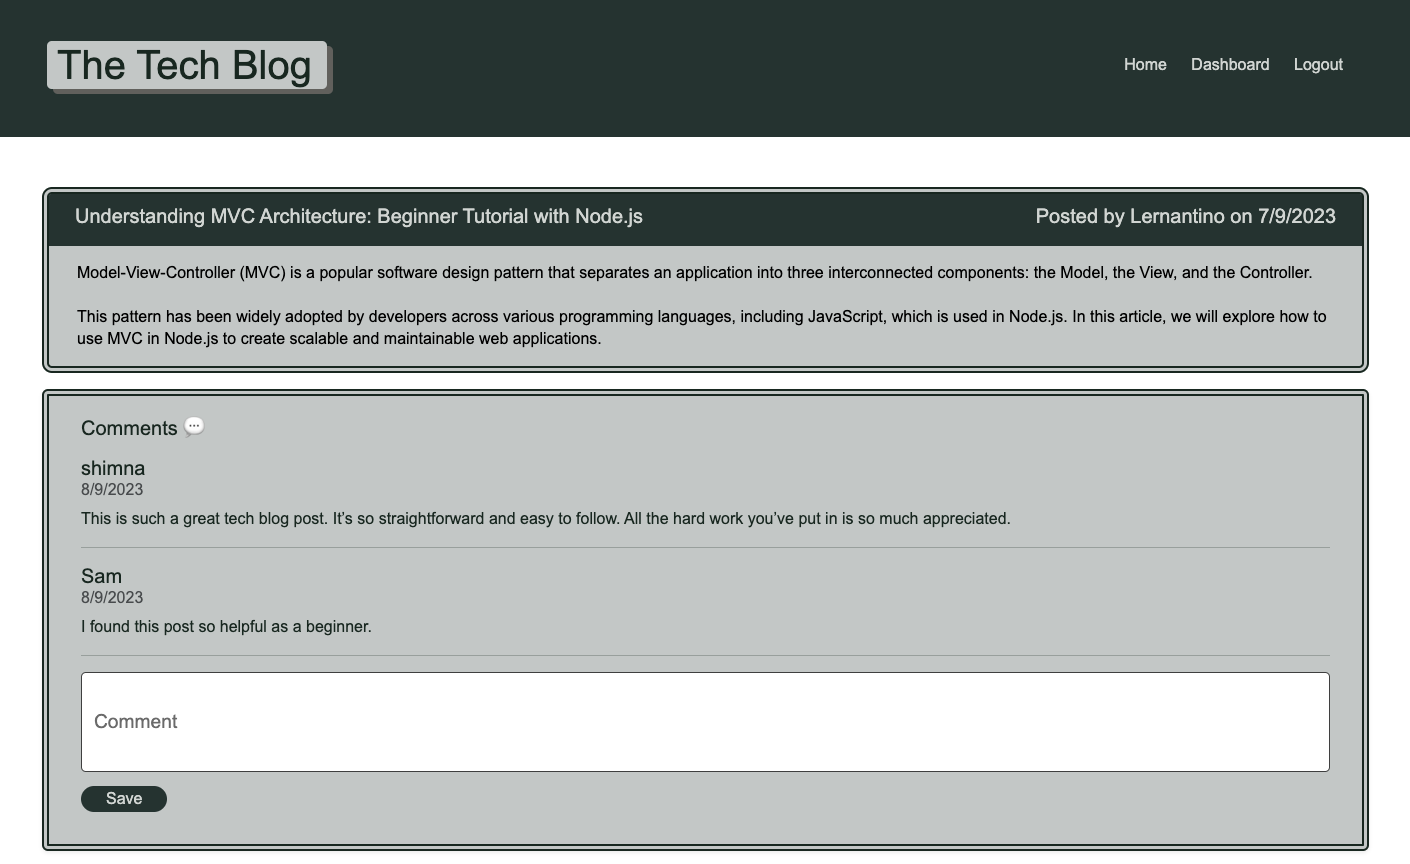 The Tech Blog
Home Dashboard Logout
Understanding MVC Architecture: Beginner Tutorial with Node.js
Posted by Lernantino on 7/9/2023
Model-View-Controller (MVC) is a popular software design pattern that separates an application into three interconnected components: the Model, the View, and the Controller.
This pattern has been widely adopted by developers across various programming languages, including JavaScript, which is used in Node.js. In this article, we will explore how to
use MVC in Node.js to create scalable and maintainable web applications.
Comments 💬
shimna
8/9/2023
This is such a great tech blog post. It’s so straightforward and easy to follow. All the hard work you’ve put in is so much appreciated.
Sam
8/9/2023
I found this post so helpful as a beginner.
Comment
Save